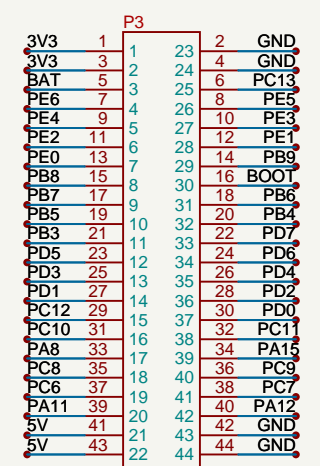 P3
3V3 1 1 23 2 GND
3V3 3 2 24 4 GND
BAT 5 3 25 6 PC13
PE6 7 4 26 8 PE5
PE4 9 5 27 10 PE3
PE2 11 6 28 12 PE1
PE0 13 7 29 14 PB9
PB8 15 8 30 16 BOOT
PB7 17 9 31 18 PB6
PB5 19 10 32 20 PB4
PB3 21 11 33 22 PD7
PD5 23 12 34 24 PD6
PD3 25 13 35 26 PD4
PD1 27 14 36 28 PD2
PC12 29 15 37 30 PD0
PC10 31 16 38 32 PC11
PA8 33 17 39 34 PA15
PC8 35 18 40 36 PC9
PC6 37 19 41 38 PC7
PA11 39 20 42 40 PA12
5V 41 21 43 42 GND
5V 43 22 44 44 GND